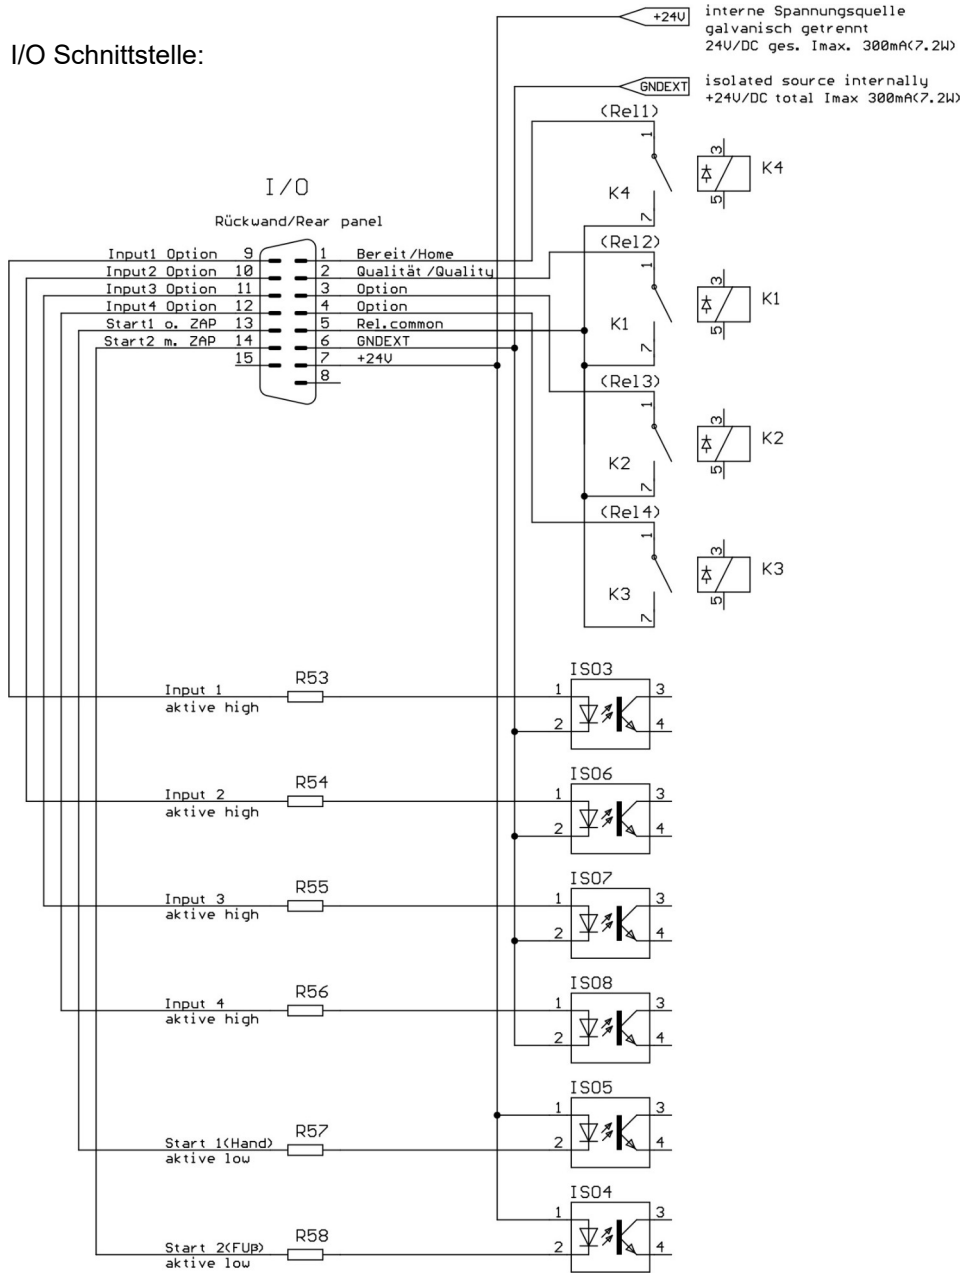 I/O Schnittstelle:
+24V
interne Spannungsquelle
galvanisch getrennt
24V/DC ges. Imax. 300mA(7.2W)
GNDEXT
isolated source internally
+24V/DC total Imax 300mA(7.2W)
I/O
Rückwand/Rear panel
Input1 Option 9
Input2 Option 10
Input3 Option 11
Input4 Option 12
Start1 o. ZAP 13
Start2 m. ZAP 14
15
1 Bereit/Home
2 Qualität/Quality
3 Option
4 Option
5 Rel.common
6 GNDEXT
7 +24V
8
(Rel1)
1
K4
7
3
5
K4
(Rel2)
1
K1
7
3
5
K1
(Rel3)
1
K2
7
3
5
K2
(Rel4)
1
K3
7
3
5
K3
Input 1
aktive high
R53
ISO3
1 3
2 4
Input 2
aktive high
R54
ISO6
1 3
2 4
Input 3
aktive high
R55
ISO7
1 3
2 4
Input 4
aktive high
R56
ISO8
1 3
2 4
Start 1(Hand)
aktive low
R57
ISO5
1 3
2 4
Start 2(FUβ)
aktive low
R58
ISO4
1 3
2 4